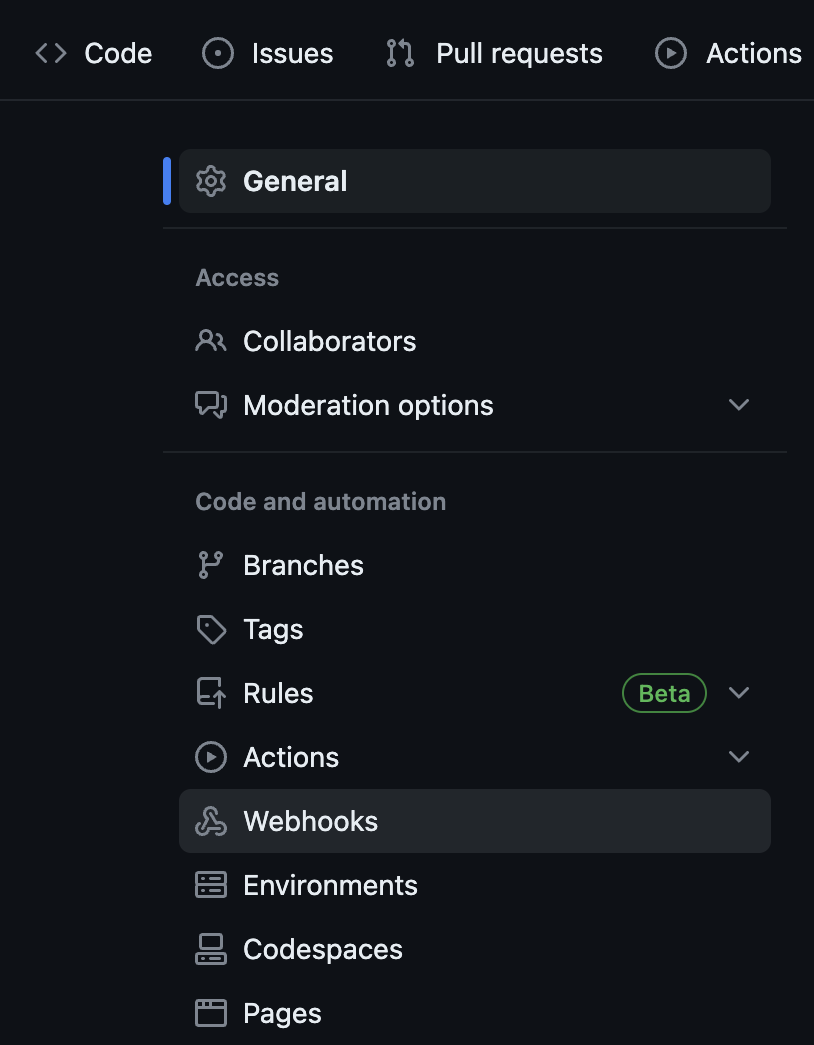 Code Issues Pull requests Actions
General
Access
Collaborators
Moderation options
Code and automation
Branches
Tags
Rules Beta
Actions
Webhooks
Environments
Codespaces
Pages